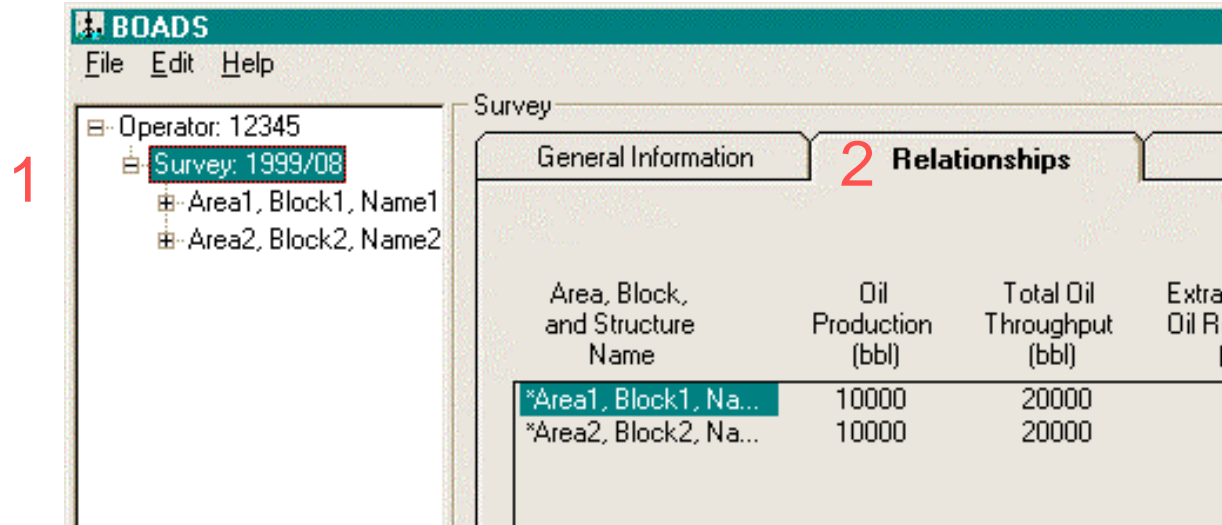 BOADS
File Edit Help
1
Operator: 12345
Survey: 1999/08
Area1, Block1, Name1
Area2, Block2, Name2
Survey
General Information
2 Relationships
Area, Block, and Structure Name
Oil Production (bbl)
Total Oil Throughput (bbl)
Extra
Oil R
(
*Area1, Block1, Na... 10000 20000
*Area2, Block2, Na... 10000 20000